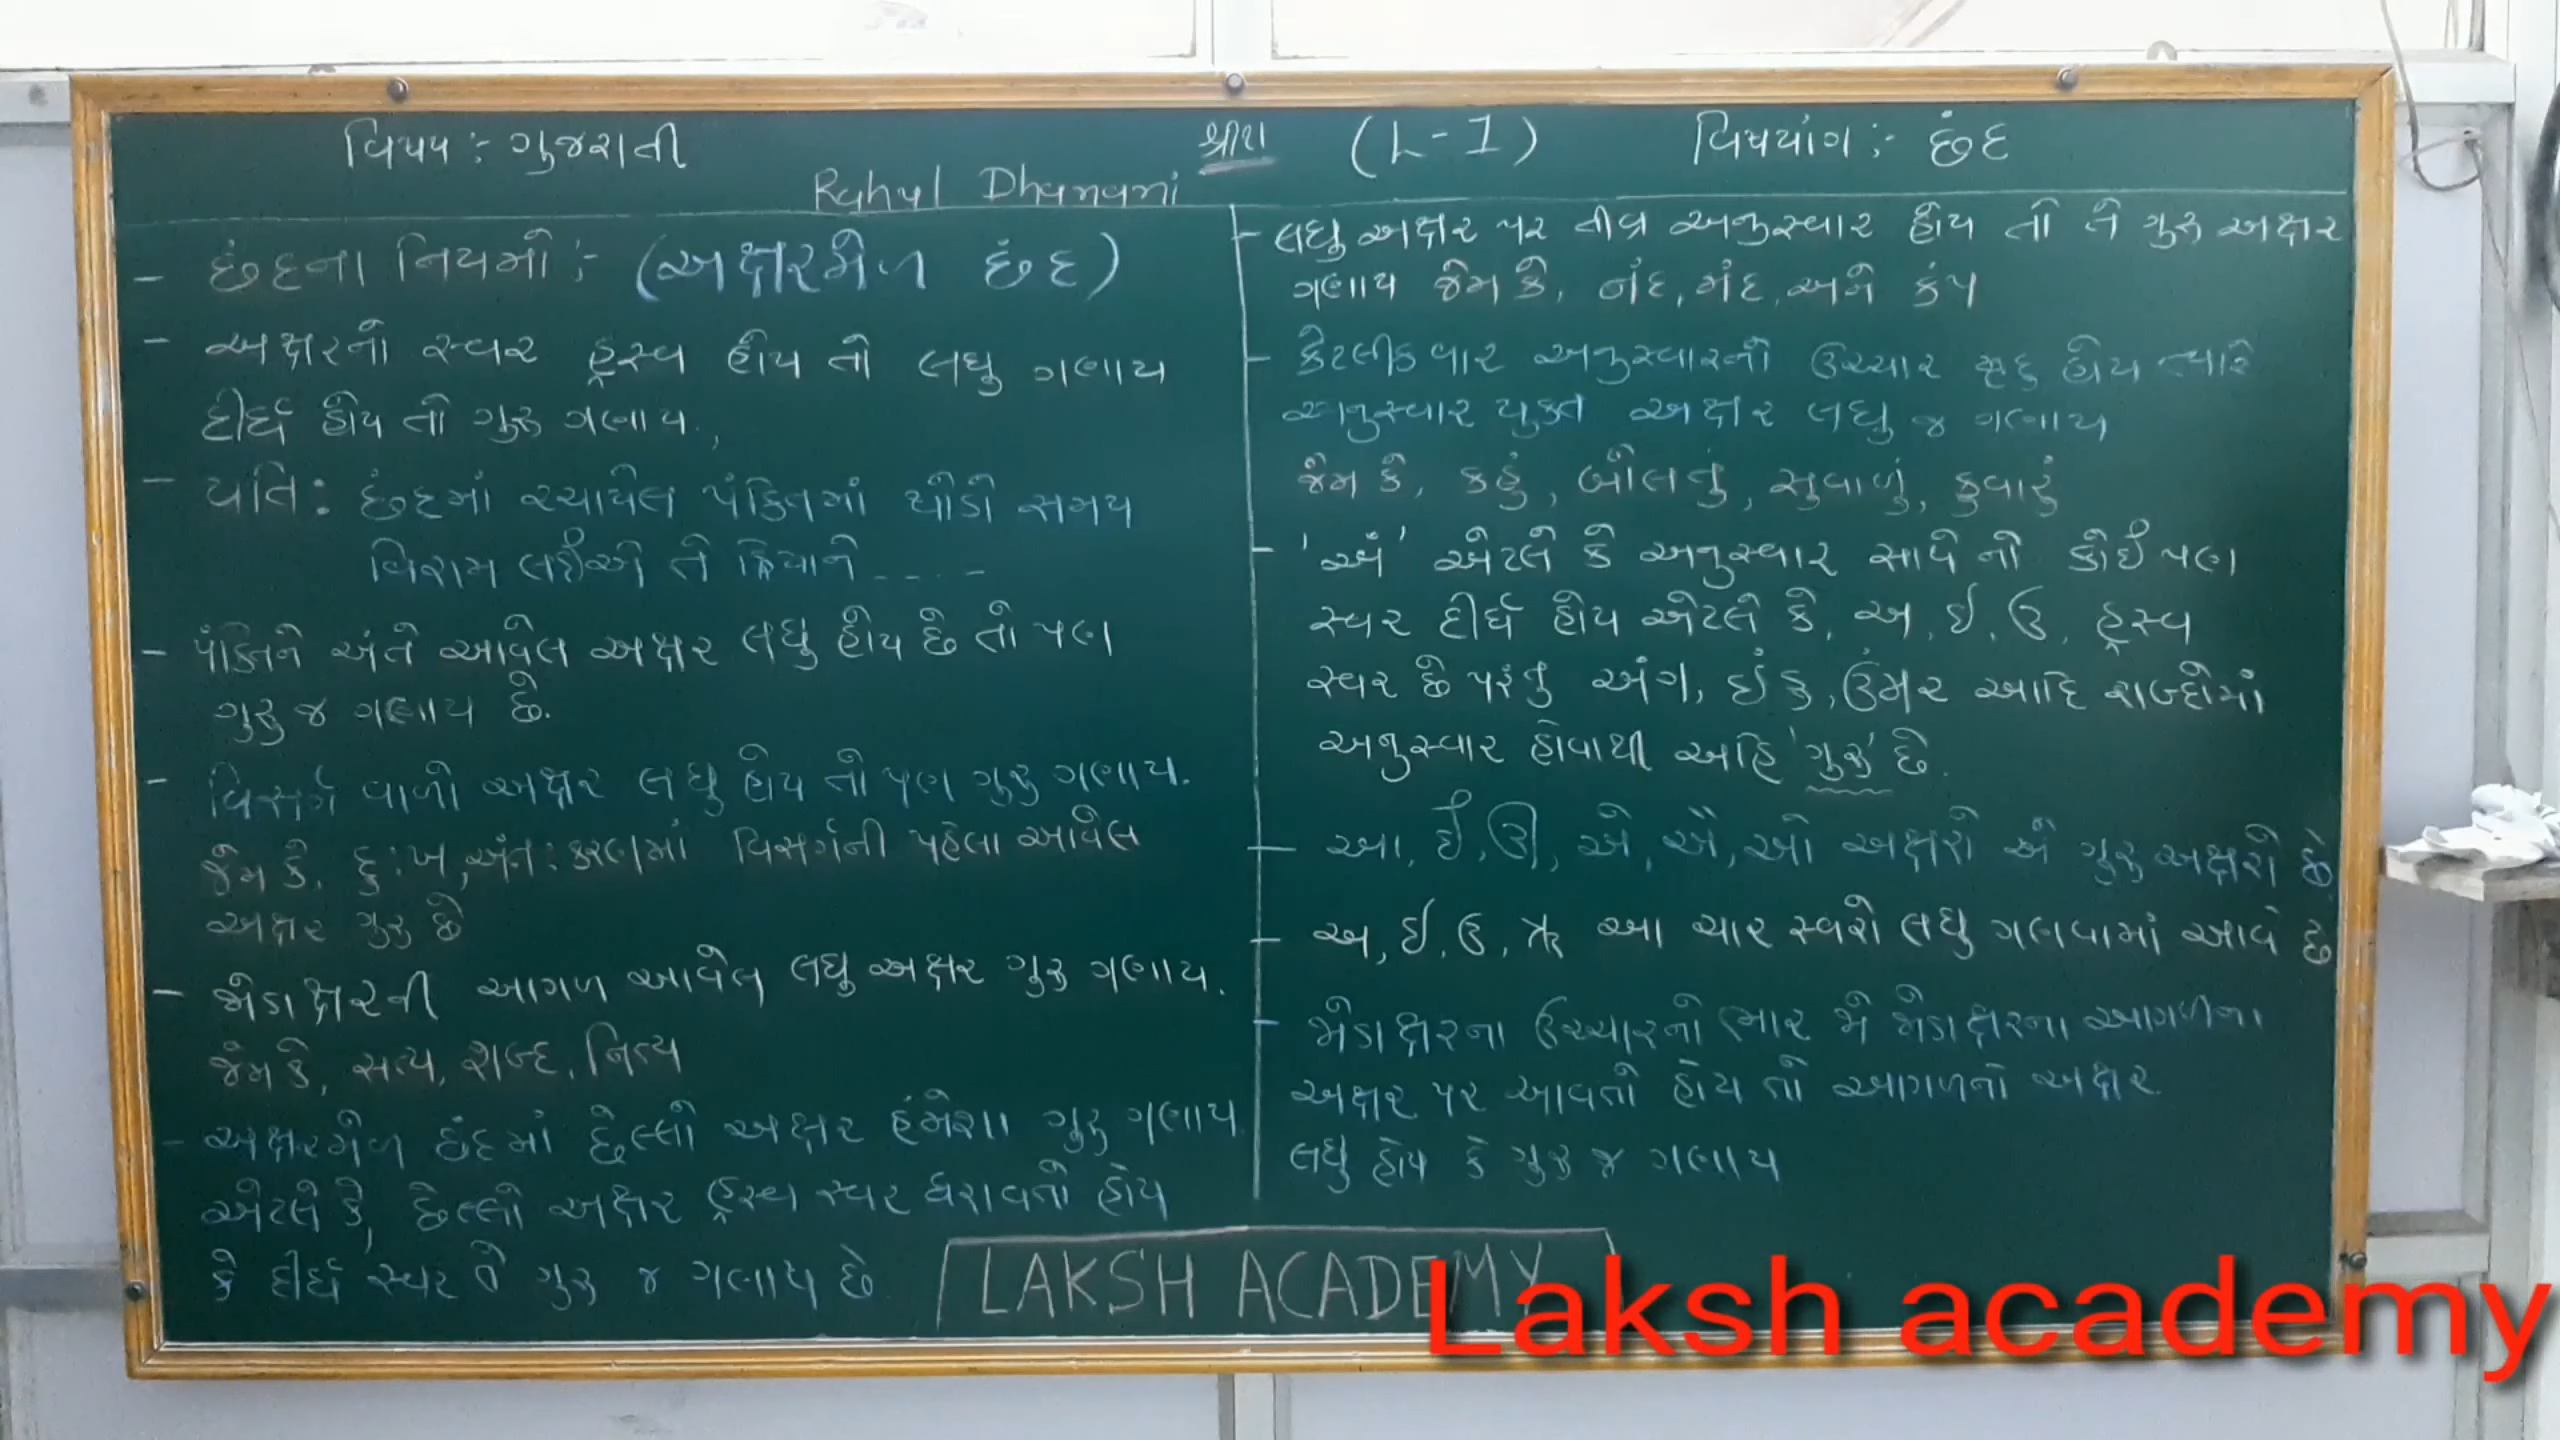 વિષય :- ગુજરાતી
શ્રીશ
(L-1)
વિષયાંગ :- છંદ
Rahul Dhanani
- છંદના નિયમો :- (અક્ષરમેળ છંદ)
- અક્ષરનો સ્વર હ્રસ્વ હોય તો લઘુ ગણાય
દીર્ઘ હોય તો ગુરુ ગણાય.,
- યતિ : છંદમાં રચાયેલ પંક્તિમાં થોડો સમય
વિરામ લઈએ તે ક્રિયાને ----
- પંક્તિને અંતે આવેલ અક્ષર લઘુ હોય છે તો પણ
ગુરુ જ ગણાય છે.
- વિસર્ગ વાળો અક્ષર લઘુ હોય તો પણ ગુરુ ગણાય.
જેમ કે, દુ:ખ, અંત:કરણમાં વિસર્ગની પહેલા આવેલ
અક્ષર ગુરુ છે
- જોડાક્ષરની આગળ આવેલ લઘુ અક્ષર ગુરુ ગણાય.
જેમ કે, સત્ય, શબ્દ, નિત્ય
- અક્ષરમેળ છંદમાં છેલ્લો અક્ષર હંમેશા ગુરુ ગણાય
એટલે કે, છેલ્લો અક્ષર હ્રસ્વ સ્વર ધરાવતો હોય
કે દીર્ઘ સ્વર તે ગુરુ જ ગણાય છે
- લઘુ અક્ષર પર તીવ્ર અનુસ્વાર હોય તો તે ગુરુ અક્ષર
ગણાય જેમ કે, નંદ, મંદ, અને કંપ
- કેટલીક વાર અનુસ્વારનો ઉચ્ચાર મૃદુ હોય ત્યારે
અનુસ્વાર યુક્ત અક્ષર લઘુ જ ગણાય
જેમ કે, કહું, બોલતું, સુવાળું, કુવારું
- 'અં' એટલે કે અનુસ્વાર સાથે નો કોઈ પણ
સ્વર દીર્ઘ હોય એટલે કે, અ, ઇ, ઉ, હ્રસ્વ
સ્વર છે પરંતુ અંગ, ઇંક, ઉંમર આદિ શબ્દોમાં
અનુસ્વાર હોવાથી અહિ 'ગુરુ' છે.
- આ, ઈ, ઊ, એ, ઐ, ઓ અક્ષરો એ ગુરુ અક્ષરો છે
- અ, ઇ, ઉ, ઋ આ ચાર સ્વરો લઘુ ગણવામાં આવે છે
- જોડાક્ષરના ઉચ્ચારનો ભાર જો જોડાક્ષરના આગળના
અક્ષર પર આવતો હોય તો આગળનો અક્ષર
લઘુ હોય કે ગુરુ જ ગણાય
LAKSH ACADEMY
Laksh academy